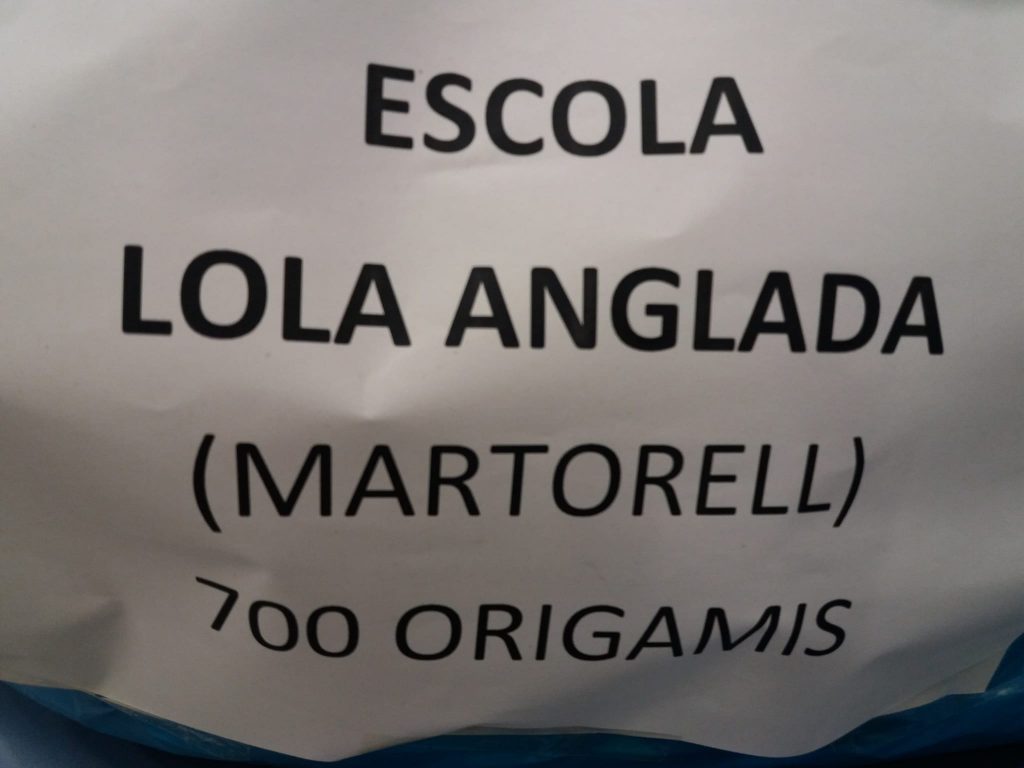 ESCOLA
LOLA ANGLADA
(MARTORELL)
700 ORIGAMIS